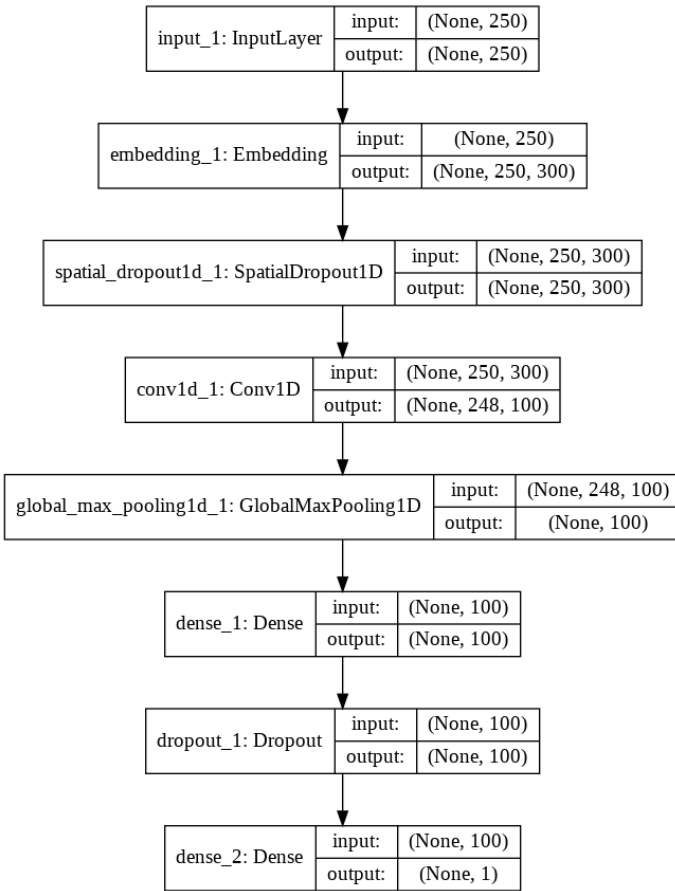 input_1: InputLayer
input: (None, 250)
output: (None, 250)
embedding_1: Embedding
input: (None, 250)
output: (None, 250, 300)
spatial_dropout1d_1: SpatialDropout1D
input: (None, 250, 300)
output: (None, 250, 300)
conv1d_1: Conv1D
input: (None, 250, 300)
output: (None, 248, 100)
global_max_pooling1d_1: GlobalMaxPooling1D
input: (None, 248, 100)
output: (None, 100)
dense_1: Dense
input: (None, 100)
output: (None, 100)
dropout_1: Dropout
input: (None, 100)
output: (None, 100)
dense_2: Dense
input: (None, 100)
output: (None, 1)